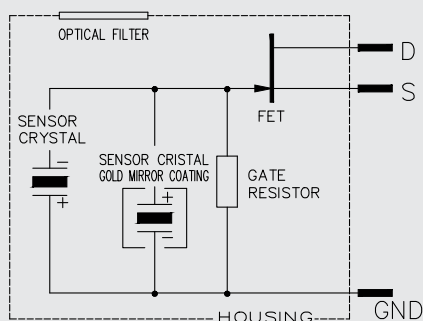 OPTICAL FILTER
D
S
FET
SENSOR
CRYSTAL
−
+
SENSOR CRISTAL
GOLD MIRROR COATING
+
−
GATE
RESISTOR
HOUSING
GND